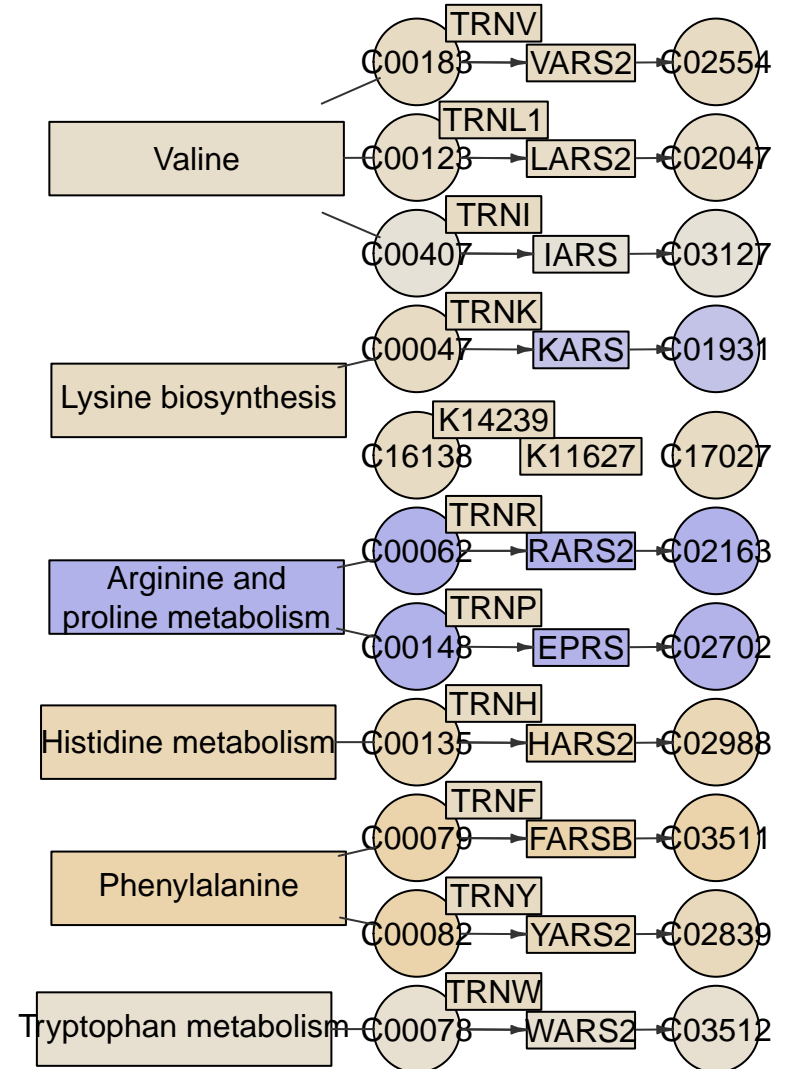 TRNV
C00183
VARS2
C02554
TRNL1
Valine
C00123
LARS2
C02047
TRNI
C00407
IARS
C03127
TRNK
C00047
KARS
C01931
Lysine biosynthesis
K14239
C16138
K11627
C17027
TRNR
C00062
RARS2
C02163
Arginine and
proline metabolism
TRNP
C00148
EPRS
C02702
TRNH
Histidine metabolism
C00135
HARS2
C02988
TRNF
C00079
FARSB
C03511
Phenylalanine
TRNY
C00082
YARS2
C02839
TRNW
Tryptophan metabolism
C00078
WARS2
C03512